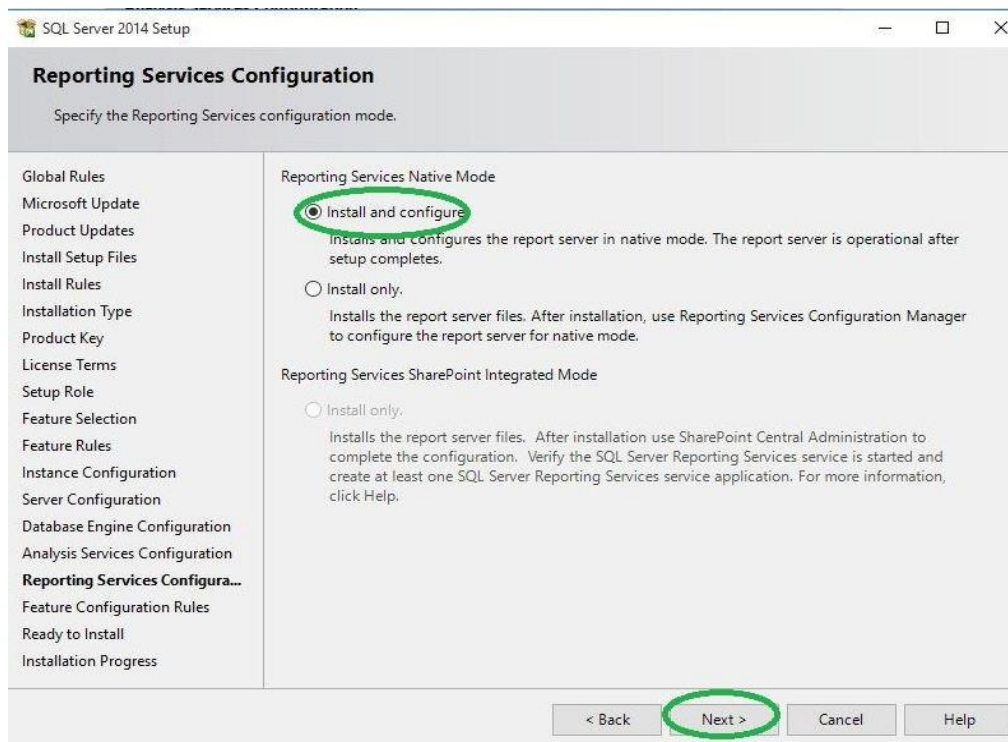 SQL Server 2014 Setup
Reporting Services Configuration
Specify the Reporting Services configuration mode.
Global Rules
Microsoft Update
Product Updates
Install Setup Files
Install Rules
Installation Type
Product Key
License Terms
Setup Role
Feature Selection
Feature Rules
Instance Configuration
Server Configuration
Database Engine Configuration
Analysis Services Configuration
Reporting Services Configura...
Feature Configuration Rules
Ready to Install
Installation Progress
Reporting Services Native Mode
Install and configure
Installs and configures the report server in native mode. The report server is operational after
setup completes.
Install only.
Installs the report server files. After installation, use Reporting Services Configuration Manager
to configure the report server for native mode.
Reporting Services SharePoint Integrated Mode
Install only.
Installs the report server files. After installation use SharePoint Central Administration to
complete the configuration. Verify the SQL Server Reporting Services service is started and
create at least one SQL Server Reporting Services service application. For more information,
click Help.
< Back
Next >
Cancel
Help